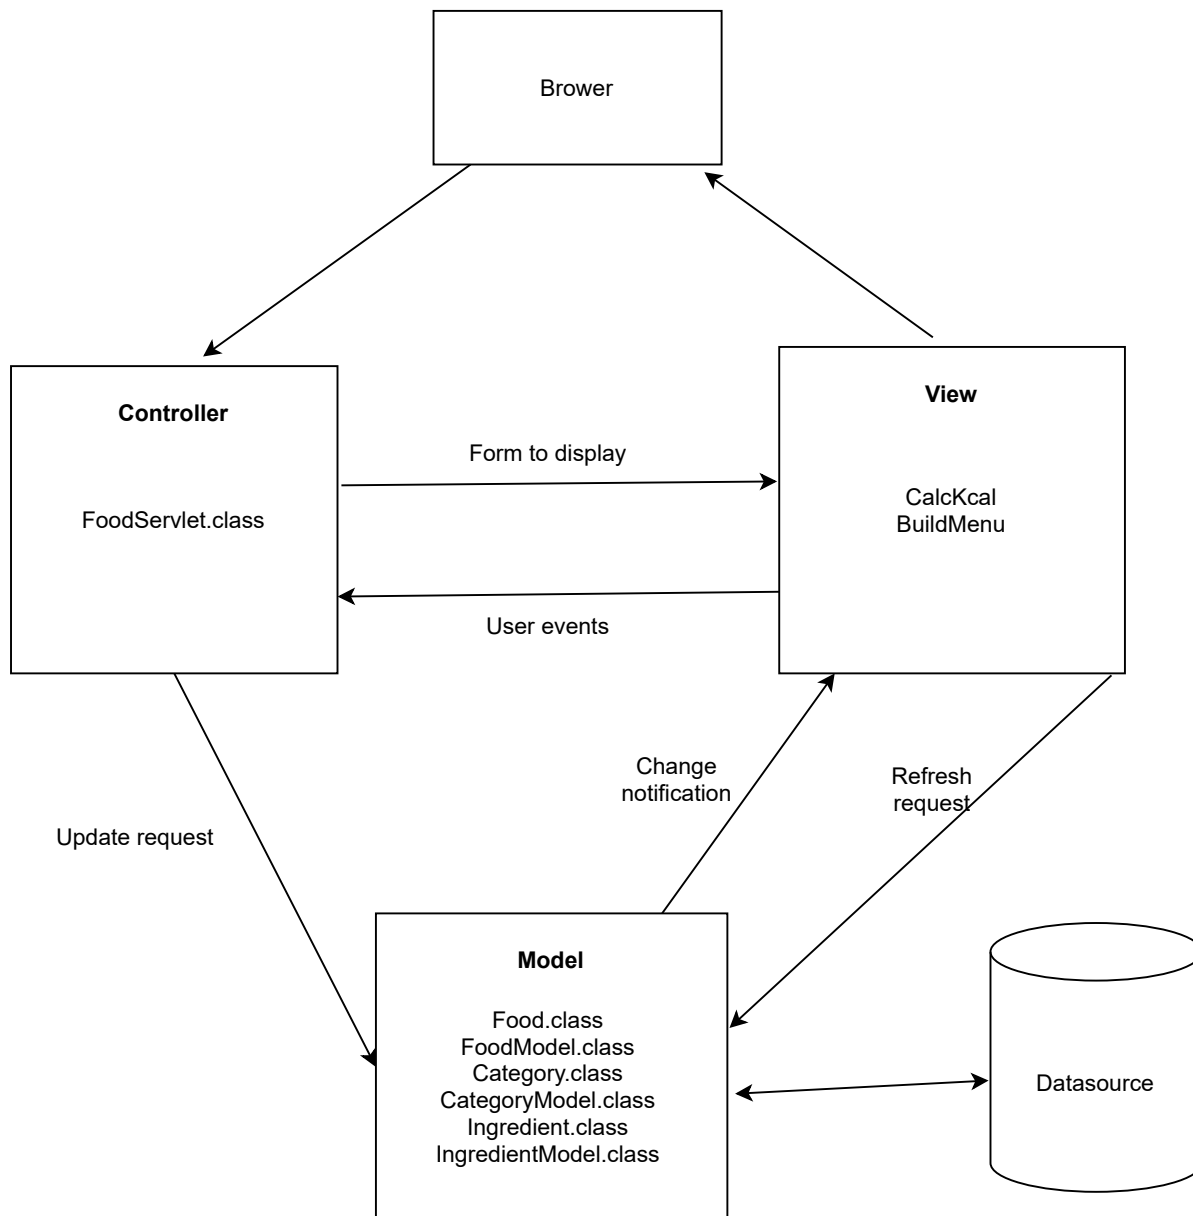 Brower
Controller
FoodServlet.class
Form to display
User events
View
CalcKcal
BuildMenu
Update request
Change
notification
Refresh
request
Model
Food.class
FoodModel.class
Category.class
CategoryModel.class
Ingredient.class
IngredientModel.class
Datasource